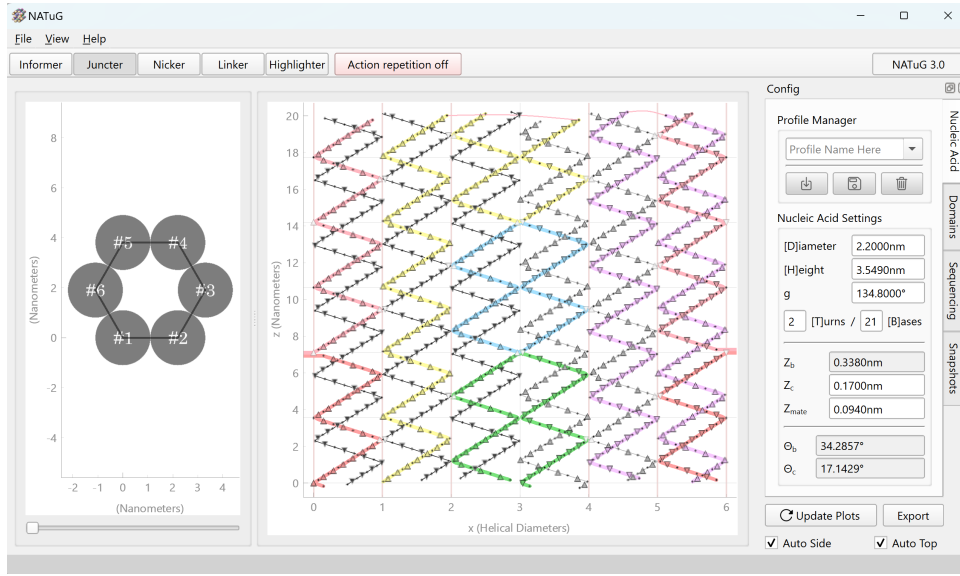 NATuG
File View Help
Informer Juncter Nicker Linker Highlighter Action repetition off NATuG 3.0
8
6
4
2
0
-2
-4
(Nanometers)
#5 #4
#6 #3
#1 #2
-2 -1 0 1 2 3 4
(Nanometers)
20
18
16
14
12
10
8
6
4
2
0
z (Nanometers)
0 1 2 3 4 5 6
x (Helical Diameters)
Config
Profile Manager
Profile Name Here
Nucleic Acid Settings
[D]iameter 2.2000nm
[H]eight 3.5490nm
g 134.8000°
2 [T]urns / 21 [B]ases
Zb 0.3380nm
Zc 0.1700nm
Zmate 0.0940nm
Θb 34.2857°
Θc 17.1429°
Update Plots Export
Auto Side Auto Top
Nucleic Acid
Domains
Sequencing
Snapshots